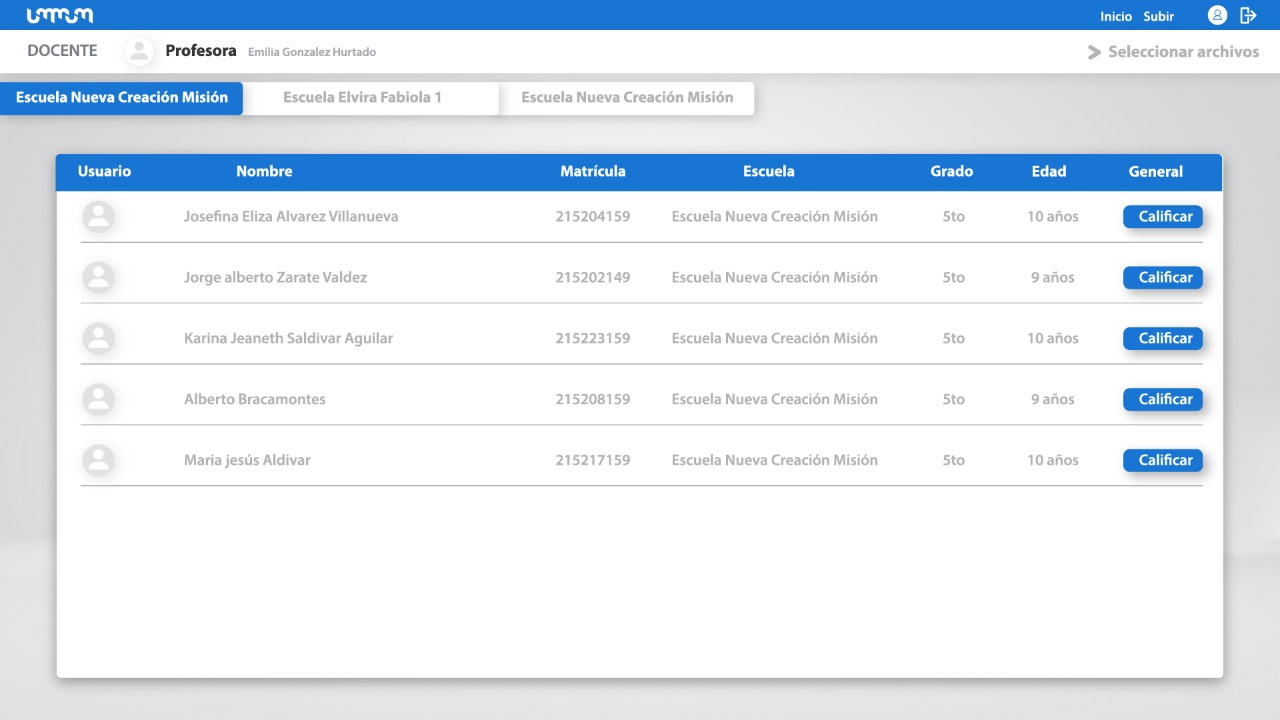 Inicio Subir
DOCENTE Profesora Emilia Gonzalez Hurtado Seleccionar archivos
Escuela Nueva Creación Misión Escuela Elvira Fabiola 1 Escuela Nueva Creación Misión
Usuario Nombre Matrícula Escuela Grado Edad General
Josefina Eliza Alvarez Villanueva 215204159 Escuela Nueva Creación Misión 5to 10 años Calificar
Jorge alberto Zarate Valdez 215202149 Escuela Nueva Creación Misión 5to 9 años Calificar
Karina Jeaneth Saldivar Aguilar 215223159 Escuela Nueva Creación Misión 5to 10 años Calificar
Alberto Bracamontes 215208159 Escuela Nueva Creación Misión 5to 9 años Calificar
Maria jesús Aldivar 215217159 Escuela Nueva Creación Misión 5to 10 años Calificar